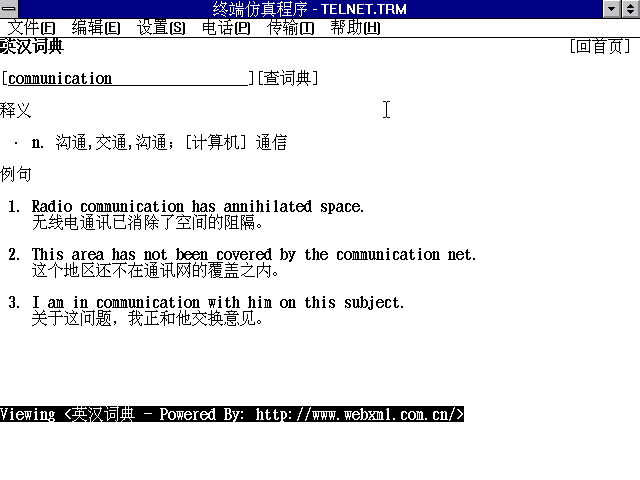 终端仿真程序 - TELNET.TRM
文件(F) 编辑(E) 设置(S) 电话(P) 传输(T) 帮助(H)
英汉词典 [回首页]
[communication________________][查词典]
释义
· n. 沟通,交通,沟通；[计算机] 通信
例句
1. Radio communication has annihilated space.
无线电通讯已消除了空间的阻隔。
2. This area has not been covered by the communication net.
这个地区还不在通讯网的覆盖之内。
3. I am in communication with him on this subject.
关于这问题，我正和他交换意见。
Viewing <英汉词典 - Powered By: http://www.webxml.com.cn/>